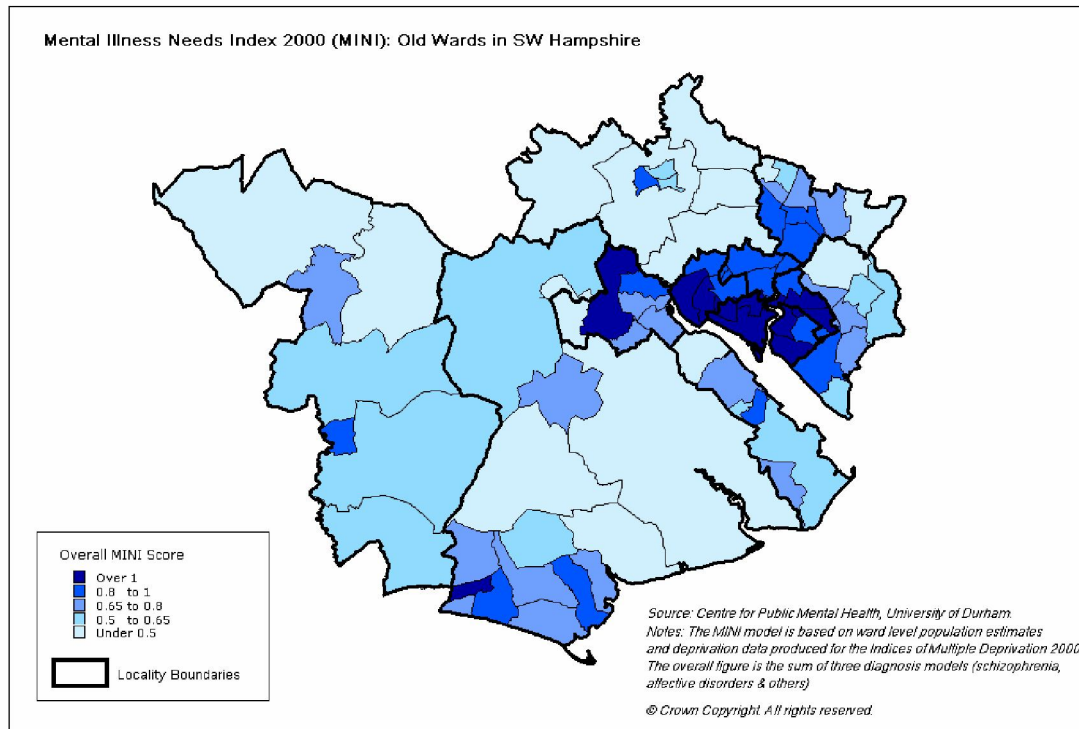 Mental Illness Needs Index 2000 (MINI): Old Wards in SW Hampshire
Overall MINI Score
Over 1
0.8 to 1
0.65 to 0.8
0.5 to 0.65
Under 0.5
Locality Boundaries
Source: Centre for Public Mental Health, University of Durham.
Notes: The MINI model is based on ward level population estimates
and deprivation data produced for the Indices of Multiple Deprivation 2000
The overall figure is the sum of three diagnosis models (schizophrenia,
affective disorders & others)
© Crown Copyright. All rights reserved.